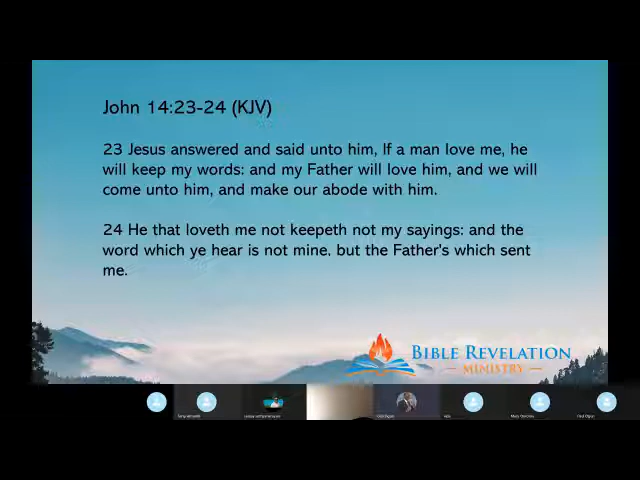 John 14:23-24 (KJV)
23 Jesus answered and said unto him, If a man love me, he
will keep my words: and my Father will love him, and we will
come unto him, and make our abode with him.
24 He that loveth me not keepeth not my sayings: and the
word which ye hear is not mine. but the Father's which sent
me.
BIBLE REVELATION
MINISTRY